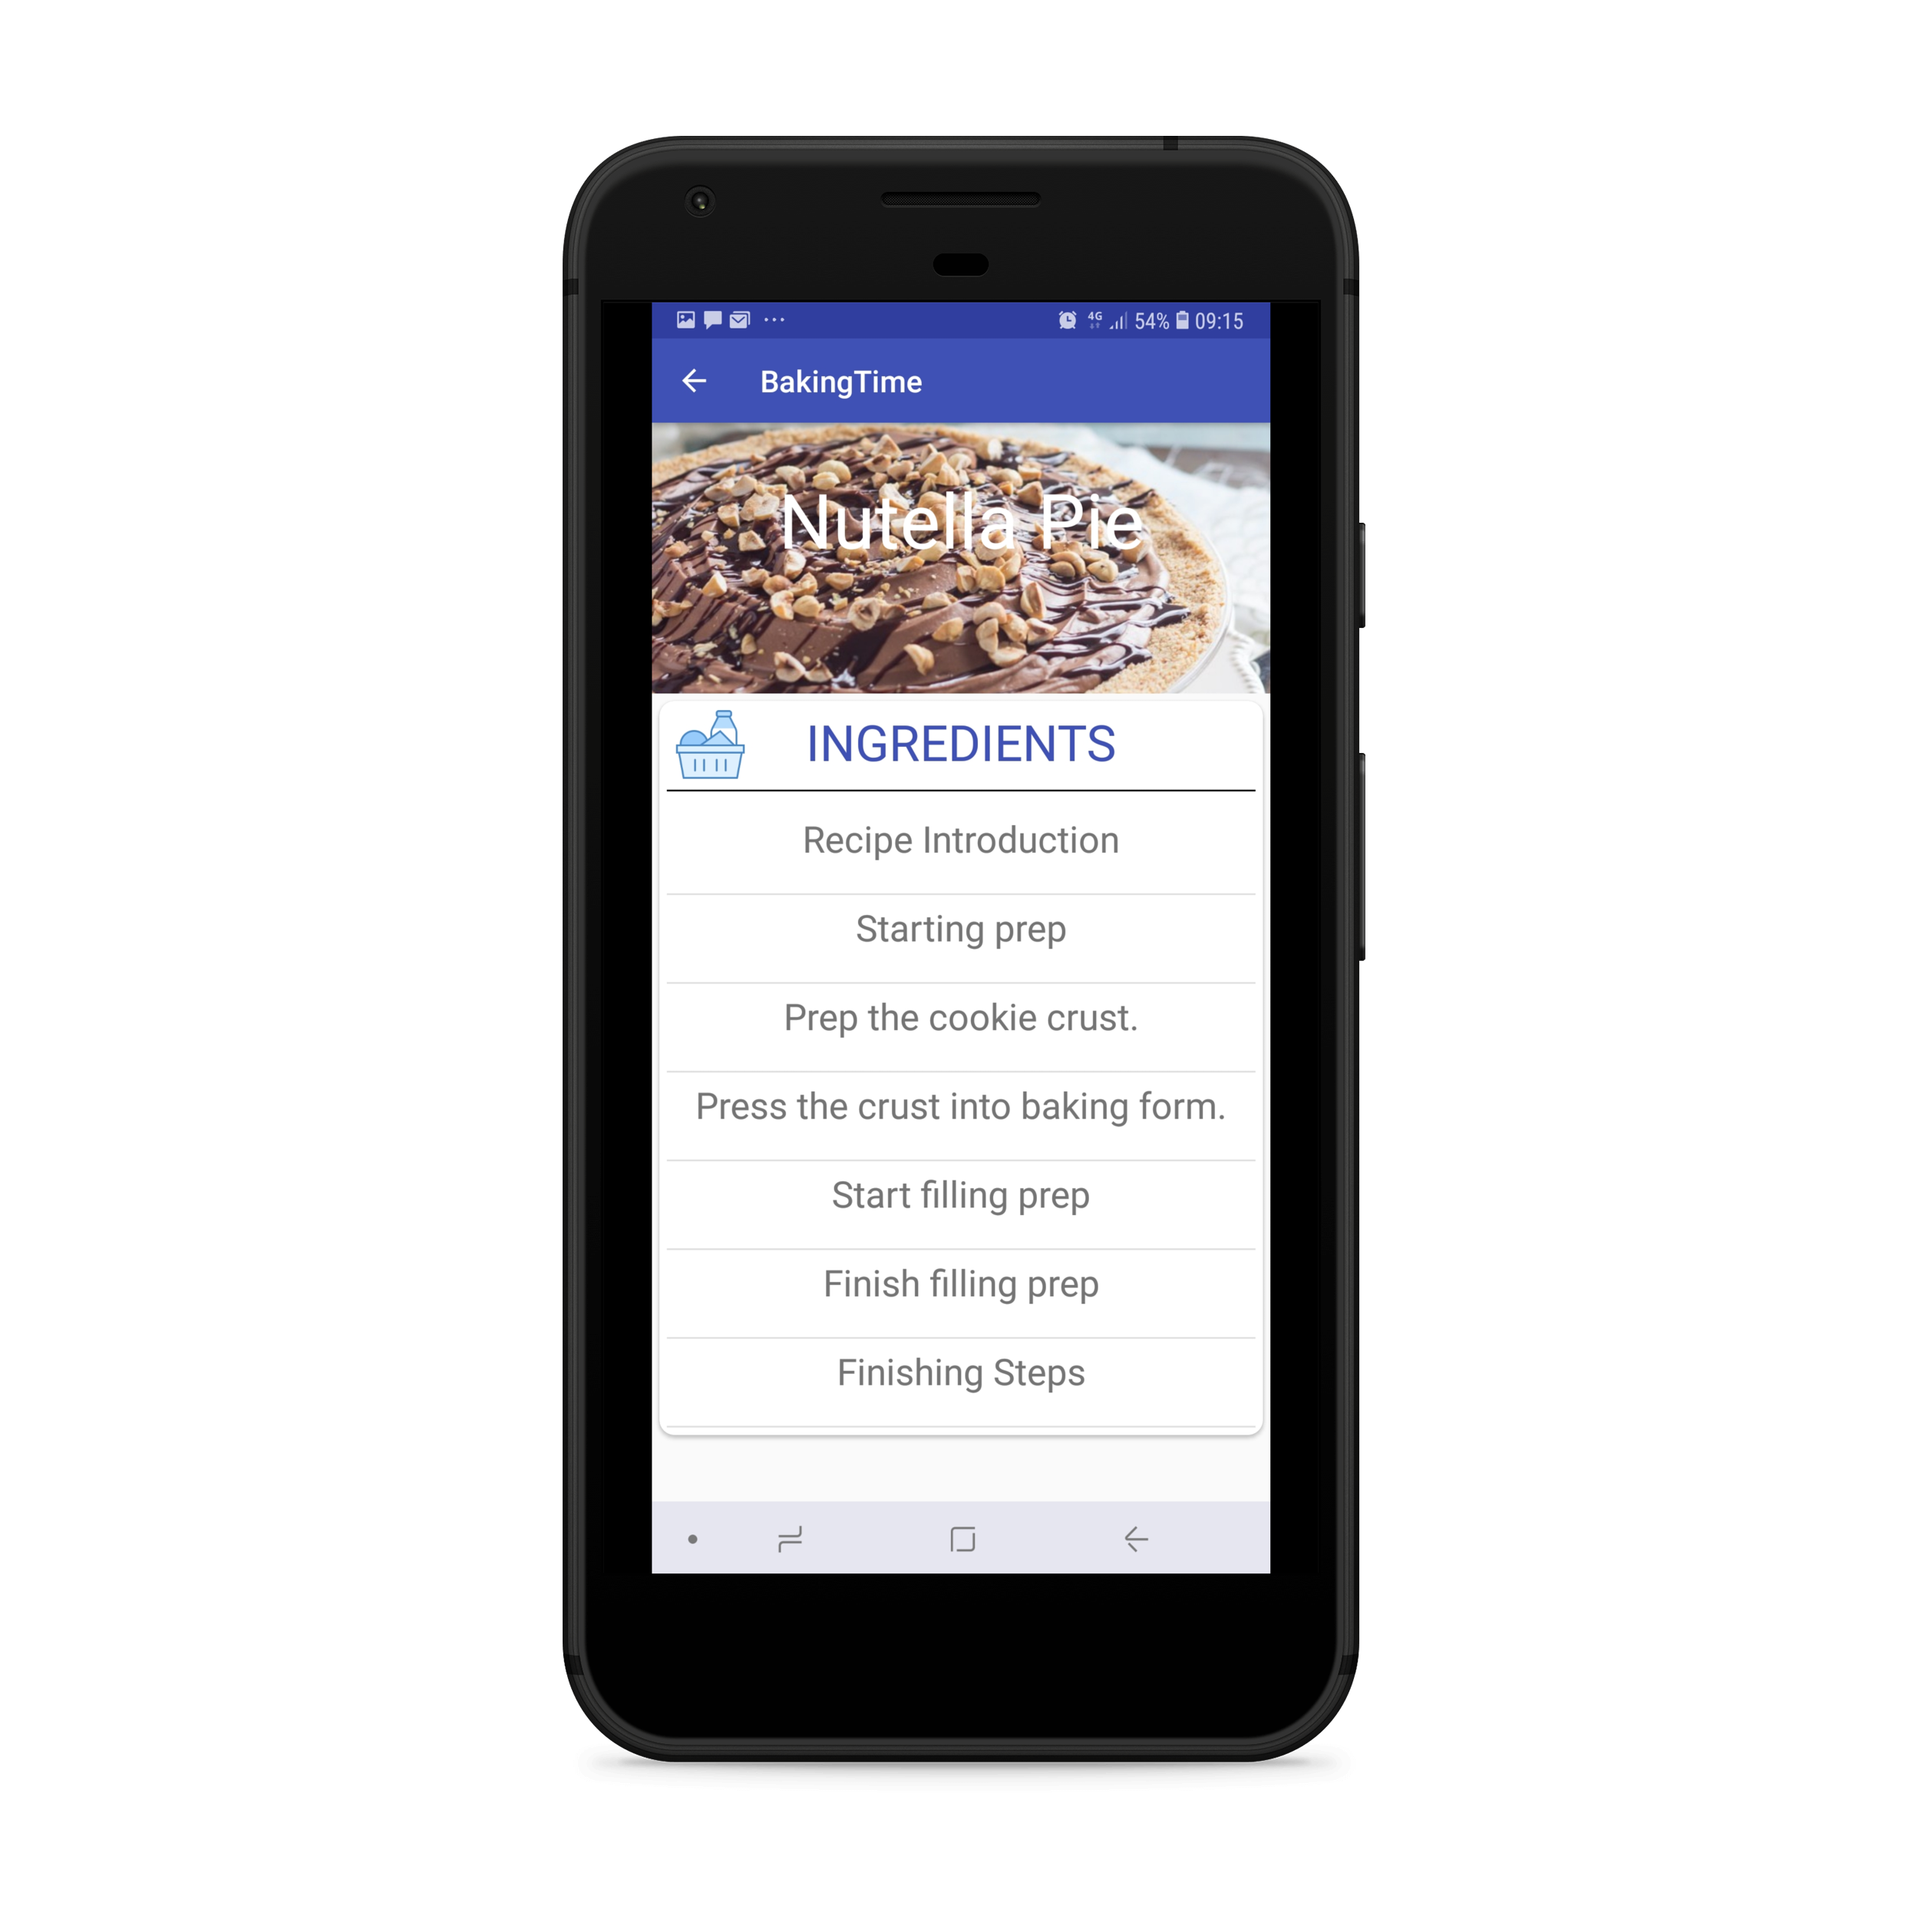 4G 54% 09:15
BakingTime
Nutella Pie
INGREDIENTS
Recipe Introduction
Starting prep
Prep the cookie crust.
Press the crust into baking form.
Start filling prep
Finish filling prep
Finishing Steps